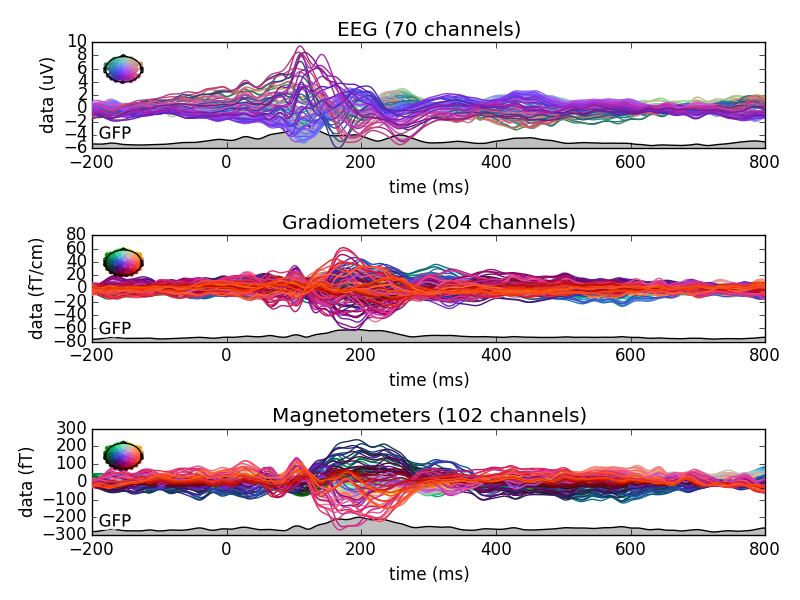 EEG (70 channels)
data (uV)
10
8
6
4
2
0
−2
−4
−6
GFP
−200 0 200 400 600 800
time (ms)
Gradiometers (204 channels)
data (fT/cm)
80
60
40
20
0
−20
−40
−60
−80
GFP
−200 0 200 400 600 800
time (ms)
Magnetometers (102 channels)
data (fT)
300
200
100
0
−100
−200
−300
GFP
−200 0 200 400 600 800
time (ms)